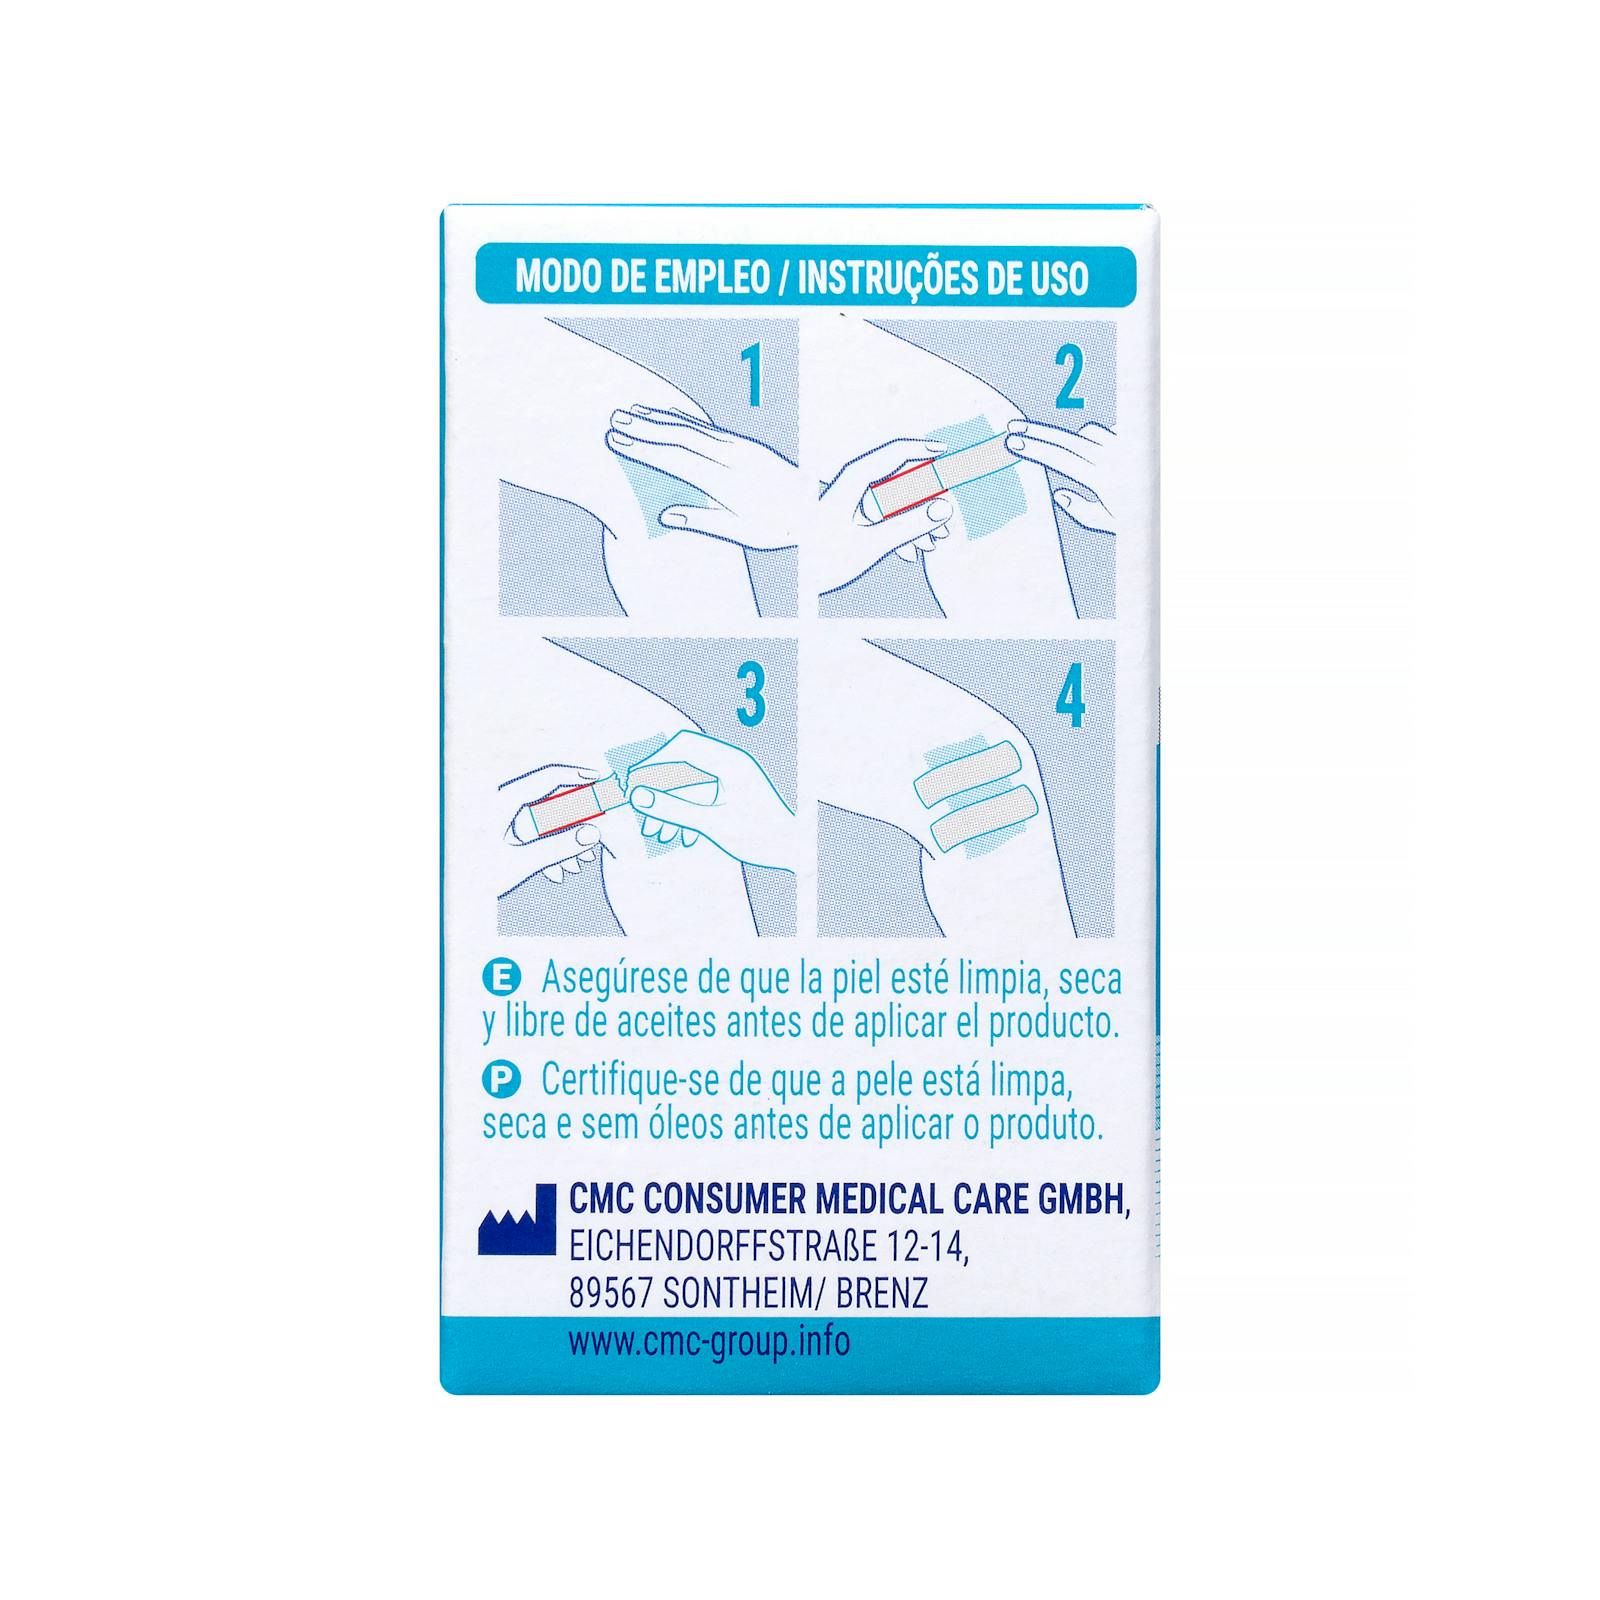 MODO DE EMPLEO / INSTRUÇÕES DE USO
1
2
3
4
E Asegúrese de que la piel esté limpia, seca
y libre de aceites antes de aplicar el producto.
P Certifique-se de que a pele está limpa,
seca e sem óleos antes de aplicar o produto.
CMC CONSUMER MEDICAL CARE GMBH,
EICHENDORFFSTRAßE 12-14,
89567 SONTHEIM/ BRENZ
www.cmc-group.info